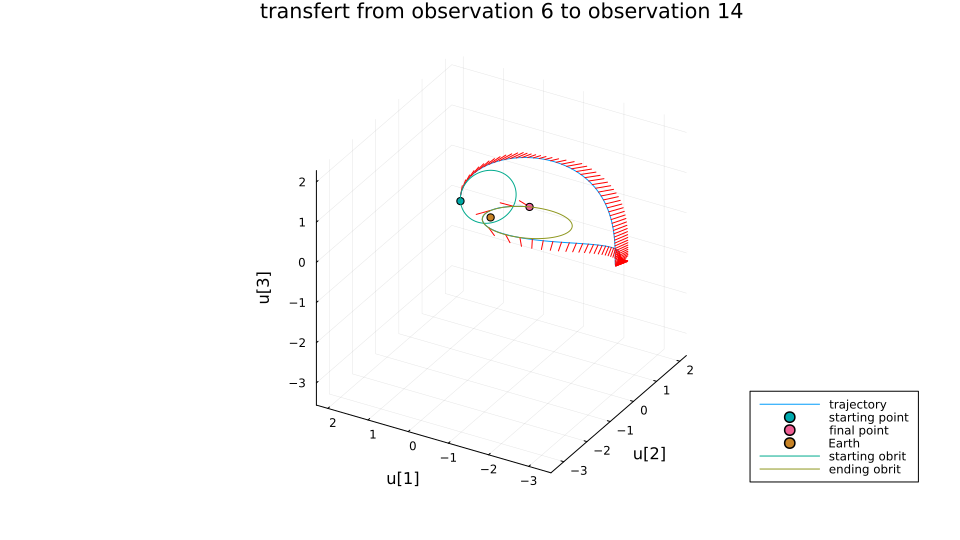 transfert from observation 6 to observation 14
2
1
0
−1
−2
−3
u[3]
2
1
0
−1
−2
−3
u[1]
−3
−2
−1
0
1
2
u[2]
trajectory
starting point
final point
Earth
starting obrit
ending obrit